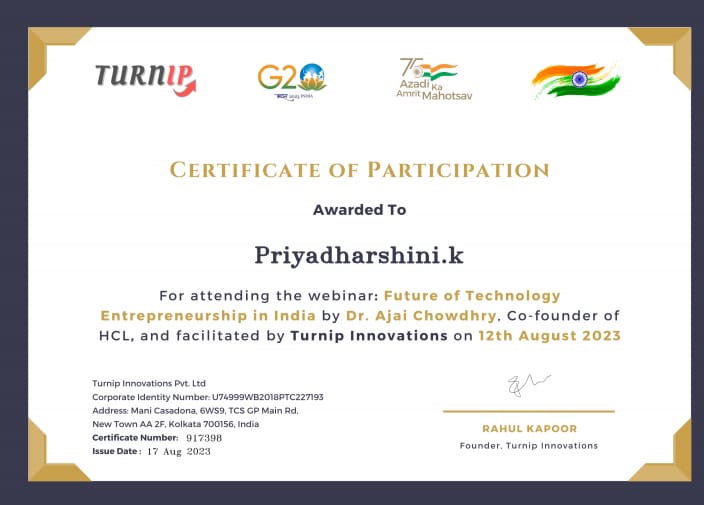 TURNIP
G20
भारत 2023 INDIA
75
Azadi Ka
Amrit Mahotsav
CERTIFICATE OF PARTICIPATION
Awarded To
Priyadharshini.k
For attending the webinar: Future of Technology
Entrepreneurship in India by Dr. Ajai Chowdhry, Co-founder of
HCL, and facilitated by Turnip Innovations on 12th August 2023
Turnip Innovations Pvt. Ltd
Corporate Identity Number: U74999WB2018PTC227193
Address: Mani Casadona, 6WS9, TCS GP Main Rd,
New Town AA 2F, Kolkata 700156, India
Certificate Number: 917398
Issue Date : 17 Aug 2023
RAHUL KAPOOR
Founder, Turnip Innovations